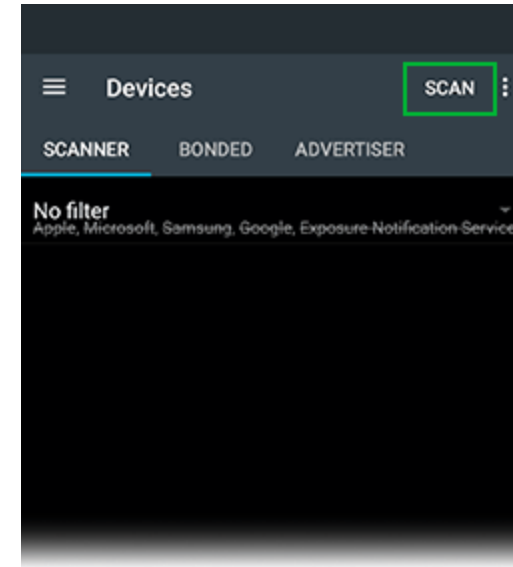 Devices SCAN
SCANNER BONDED ADVERTISER
No filter
Apple, Microsoft, Samsung, Google, Exposure Notification Service